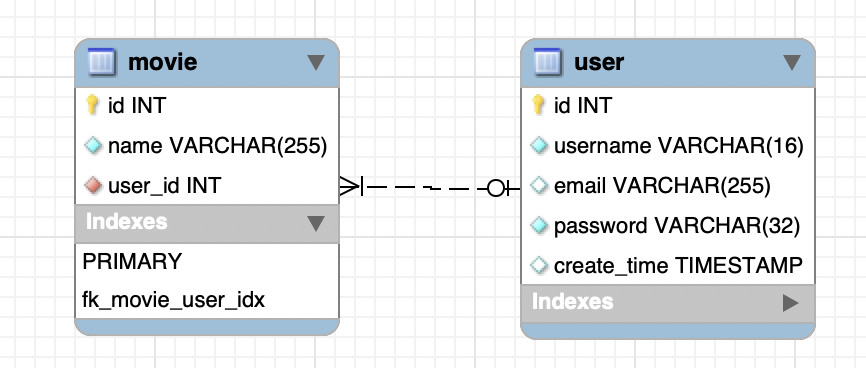 movie
id INT
name VARCHAR(255)
user_id INT
Indexes
PRIMARY
fk_movie_user_idx
user
id INT
username VARCHAR(16)
email VARCHAR(255)
password VARCHAR(32)
create_time TIMESTAMP
Indexes